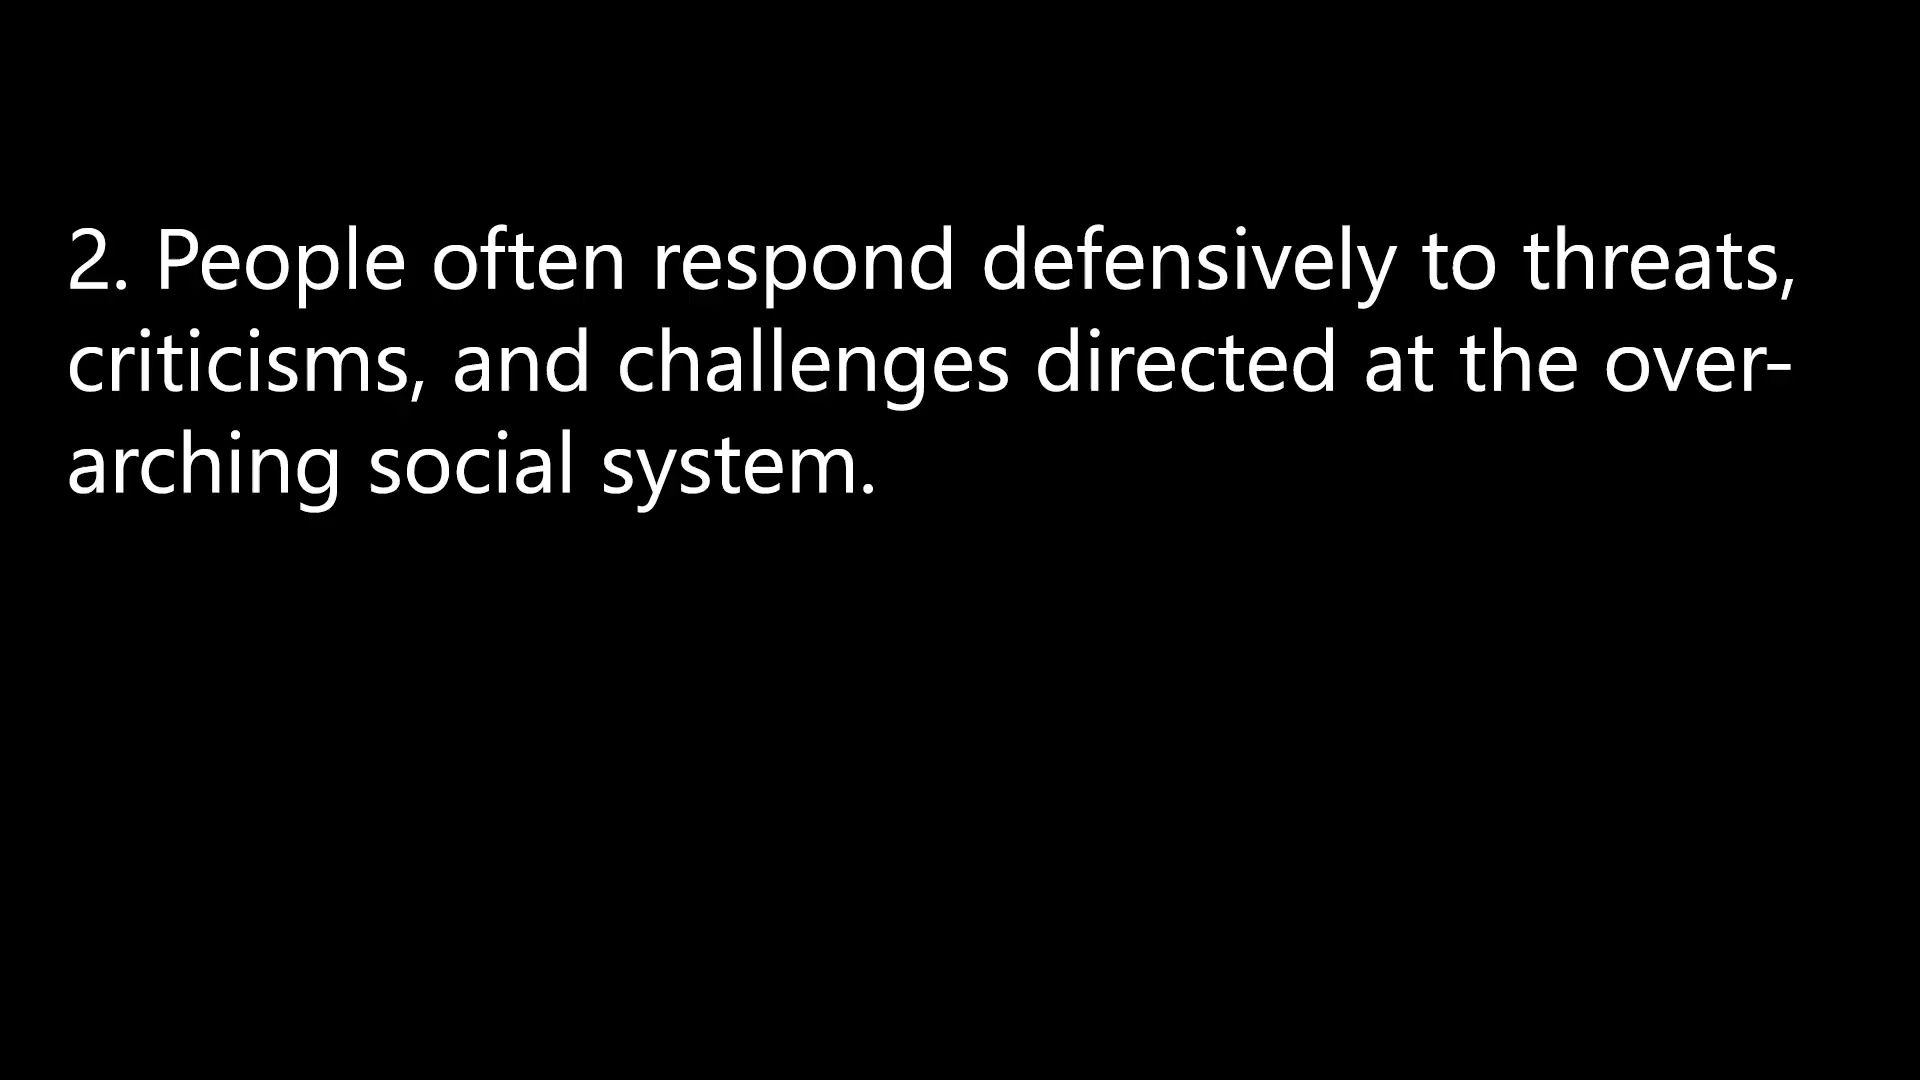 2. People often respond defensively to threats,
criticisms, and challenges directed at the over-
arching social system.